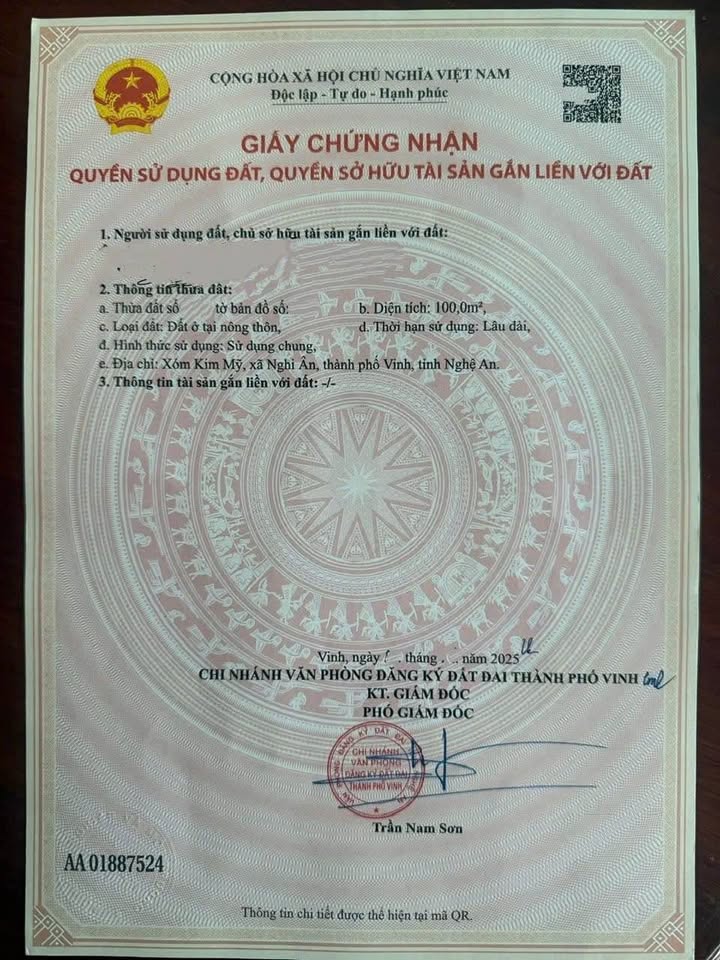 CỘNG HÒA XÃ HỘI CHỦ NGHĨA VIỆT NAM
Độc lập - Tự do - Hạnh phúc
GIẤY CHỨNG NHẬN
QUYỀN SỬ DỤNG ĐẤT, QUYỀN SỞ HỮU TÀI SẢN GẮN LIỀN VỚI ĐẤT
1. Người sử dụng đất, chủ sở hữu tài sản gắn liền với đất:
2. Thông tin thửa đất:
a. Thửa đất số tờ bản đồ số: b. Diện tích: 100,0m²,
c. Loại đất: Đất ở tại nông thôn, d. Thời hạn sử dụng: Lâu dài,
đ. Hình thức sử dụng: Sử dụng chung,
e. Địa chỉ: Xóm Kim Mỹ, xã Nghi Ân, thành phố Vinh, tỉnh Nghệ An.
3. Thông tin tài sản gắn liền với đất: -/-
Vinh, ngày tháng năm 2025
CHI NHÁNH VĂN PHÒNG ĐĂNG KÝ ĐẤT ĐAI THÀNH PHỐ VINH
KT. GIÁM ĐỐC
PHÓ GIÁM ĐỐC
CHI NHÁNH
VĂN PHÒNG
ĐĂNG KÝ ĐẤT ĐAI
THÀNH PHỐ VINH
Trần Nam Sơn
AA 01887524
Thông tin chi tiết được thể hiện tại mã QR.